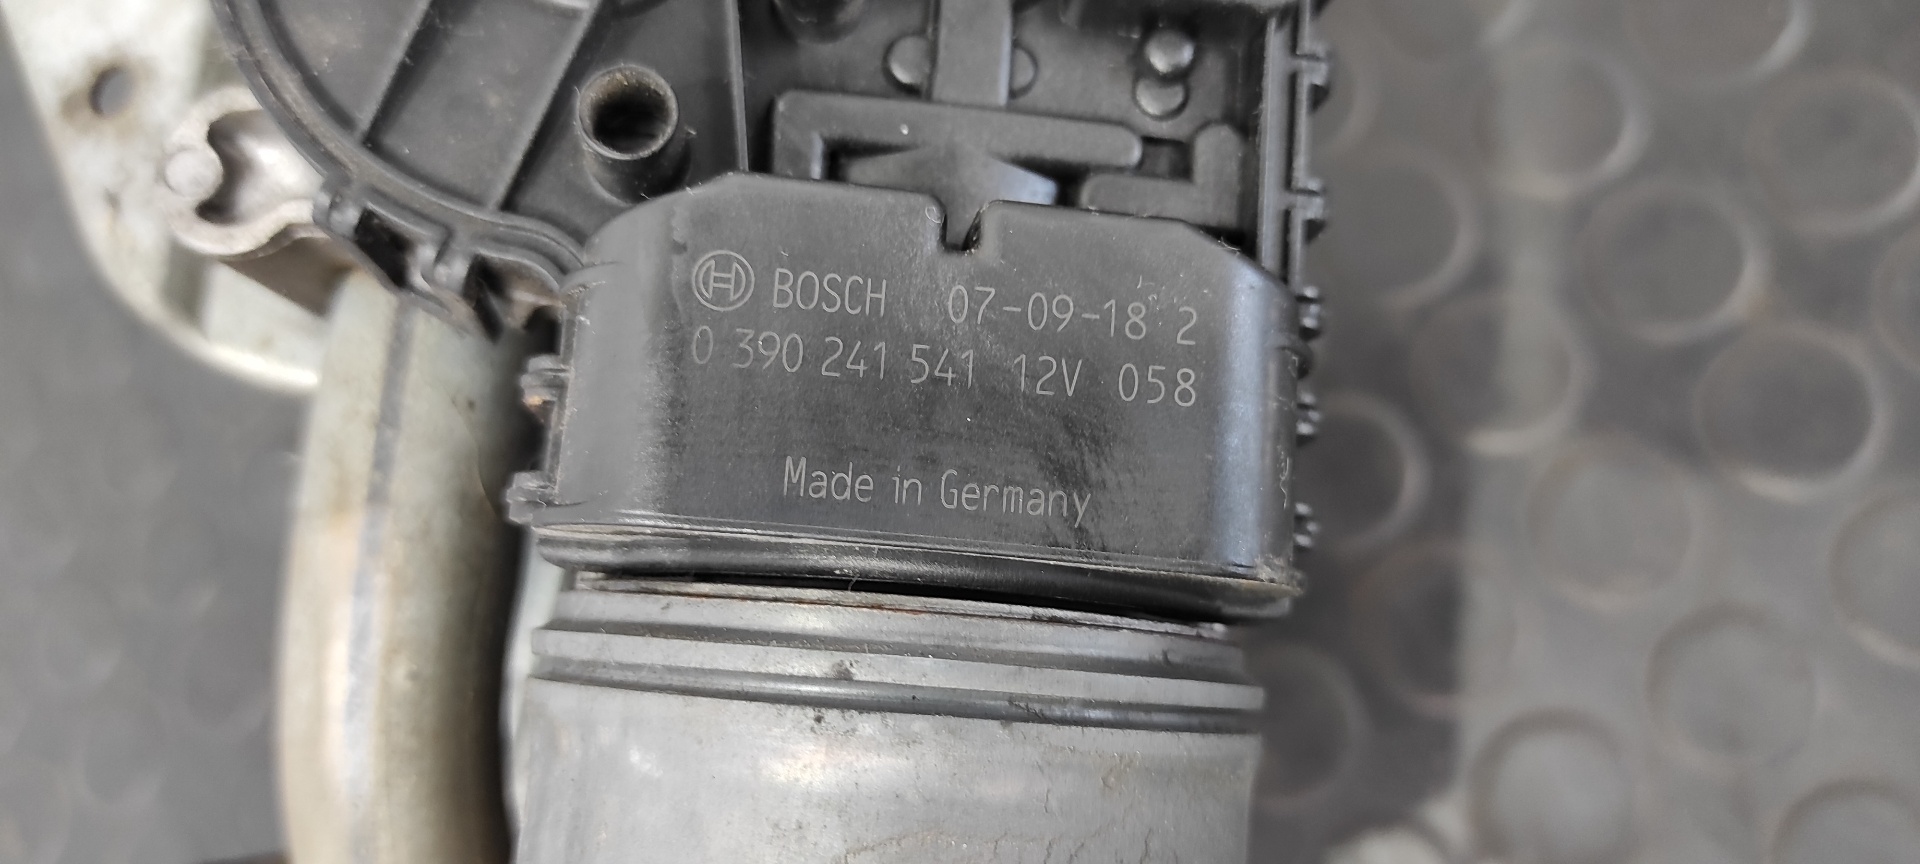 BOSCH 07-09-18 2
0 390 241 541 12V 058
Made in Germany